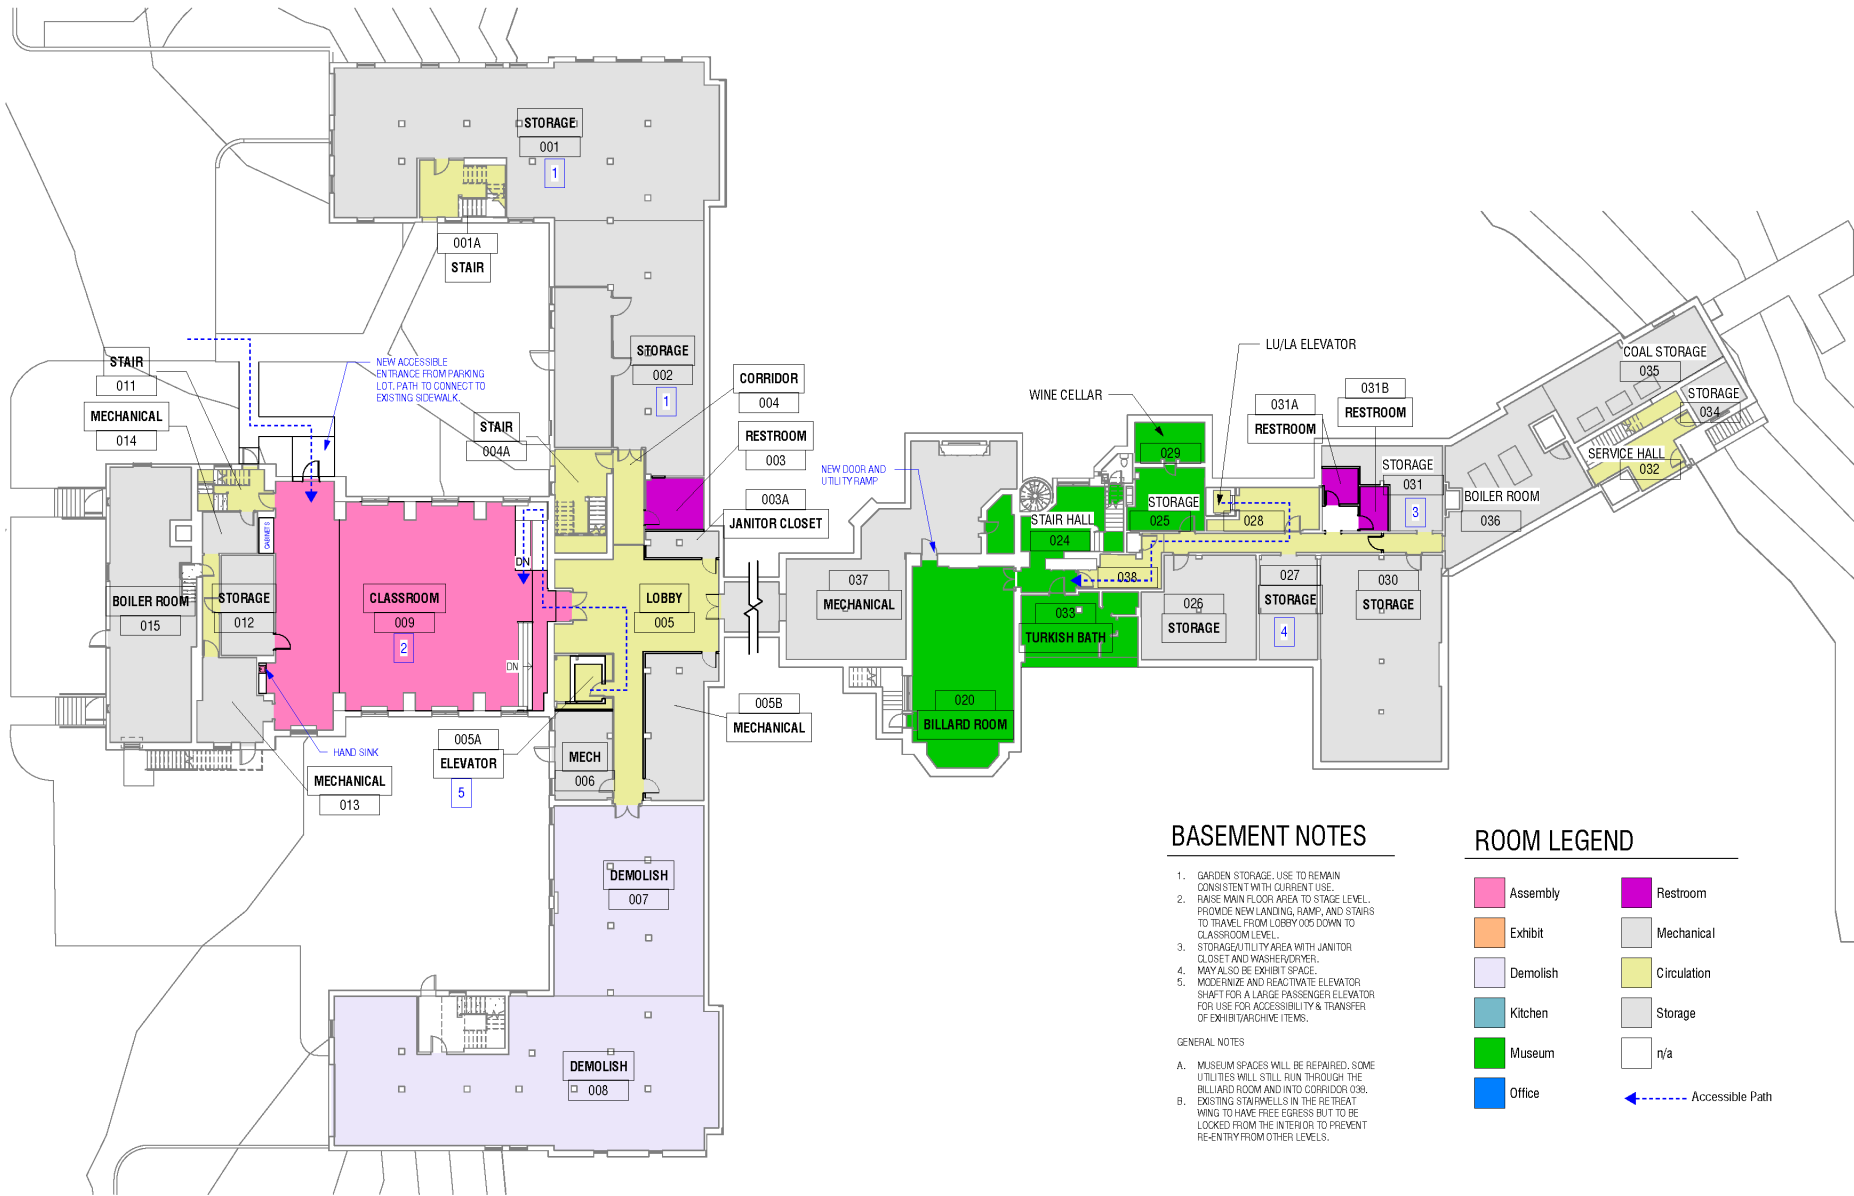 STORAGE
001
1
001A
STAIR
STORAGE
002
1
STAIR
011
MECHANICAL
014
NEW ACCESSIBLE
ENTRANCE FROM PARKING
LOT. PATH TO CONNECT TO
EXISTING SIDEWALK.
STAIR
004A
CORRIDOR
004
RESTROOM
003
003A
JANITOR CLOSET
CABINETS
DN
BOILER ROOM
015
STORAGE
012
CLASSROOM
009
2
DN
LOBBY
005
HAND SINK
MECHANICAL
013
005A
ELEVATOR
5
MECH
006
005B
MECHANICAL
DEMOLISH
007
DEMOLISH
008
NEW DOOR AND
UTILITY RAMP
037
MECHANICAL
020
BILLARD ROOM
WINE CELLAR
029
STORAGE
025
STAIR HALL
024
033
TURKISH BATH
038
028
LU/LA ELEVATOR
026
STORAGE
027
STORAGE
4
031A
RESTROOM
031B
RESTROOM
STORAGE
031
3
030
STORAGE
BOILER ROOM
036
COAL STORAGE
035
STORAGE
034
SERVICE HALL
032
BASEMENT NOTES
1. GARDEN STORAGE. USE TO REMAIN
CONSISTENT WITH CURRENT USE.
2. RAISE MAIN FLOOR AREA TO STAGE LEVEL.
PROVIDE NEW LANDING, RAMP, AND STAIRS
TO TRAVEL FROM LOBBY 005 DOWN TO
CLASSROOM LEVEL.
3. STORAGE/UTILITY AREA WITH JANITOR
CLOSET AND WASHER/DRYER.
4. MAY ALSO BE EXHIBIT SPACE.
5. MODERNIZE AND REACTIVATE ELEVATOR
SHAFT FOR A LARGE PASSENGER ELEVATOR
FOR USE FOR ACCESSIBILITY & TRANSFER
OF EXHIBIT/ARCHIVE ITEMS.
GENERAL NOTES
A. MUSEUM SPACES WILL BE REPAIRED. SOME
UTILITIES WILL STILL RUN THROUGH THE
BILLIARD ROOM AND INTO CORRIDOR 038.
B. EXISTING STAIRWELLS IN THE RETREAT
WING TO HAVE FREE EGRESS BUT TO BE
LOCKED FROM THE INTERIOR TO PREVENT
RE-ENTRY FROM OTHER LEVELS.
ROOM LEGEND
Assembly
Exhibit
Demolish
Kitchen
Museum
Office
Restroom
Mechanical
Circulation
Storage
n/a
Accessible Path